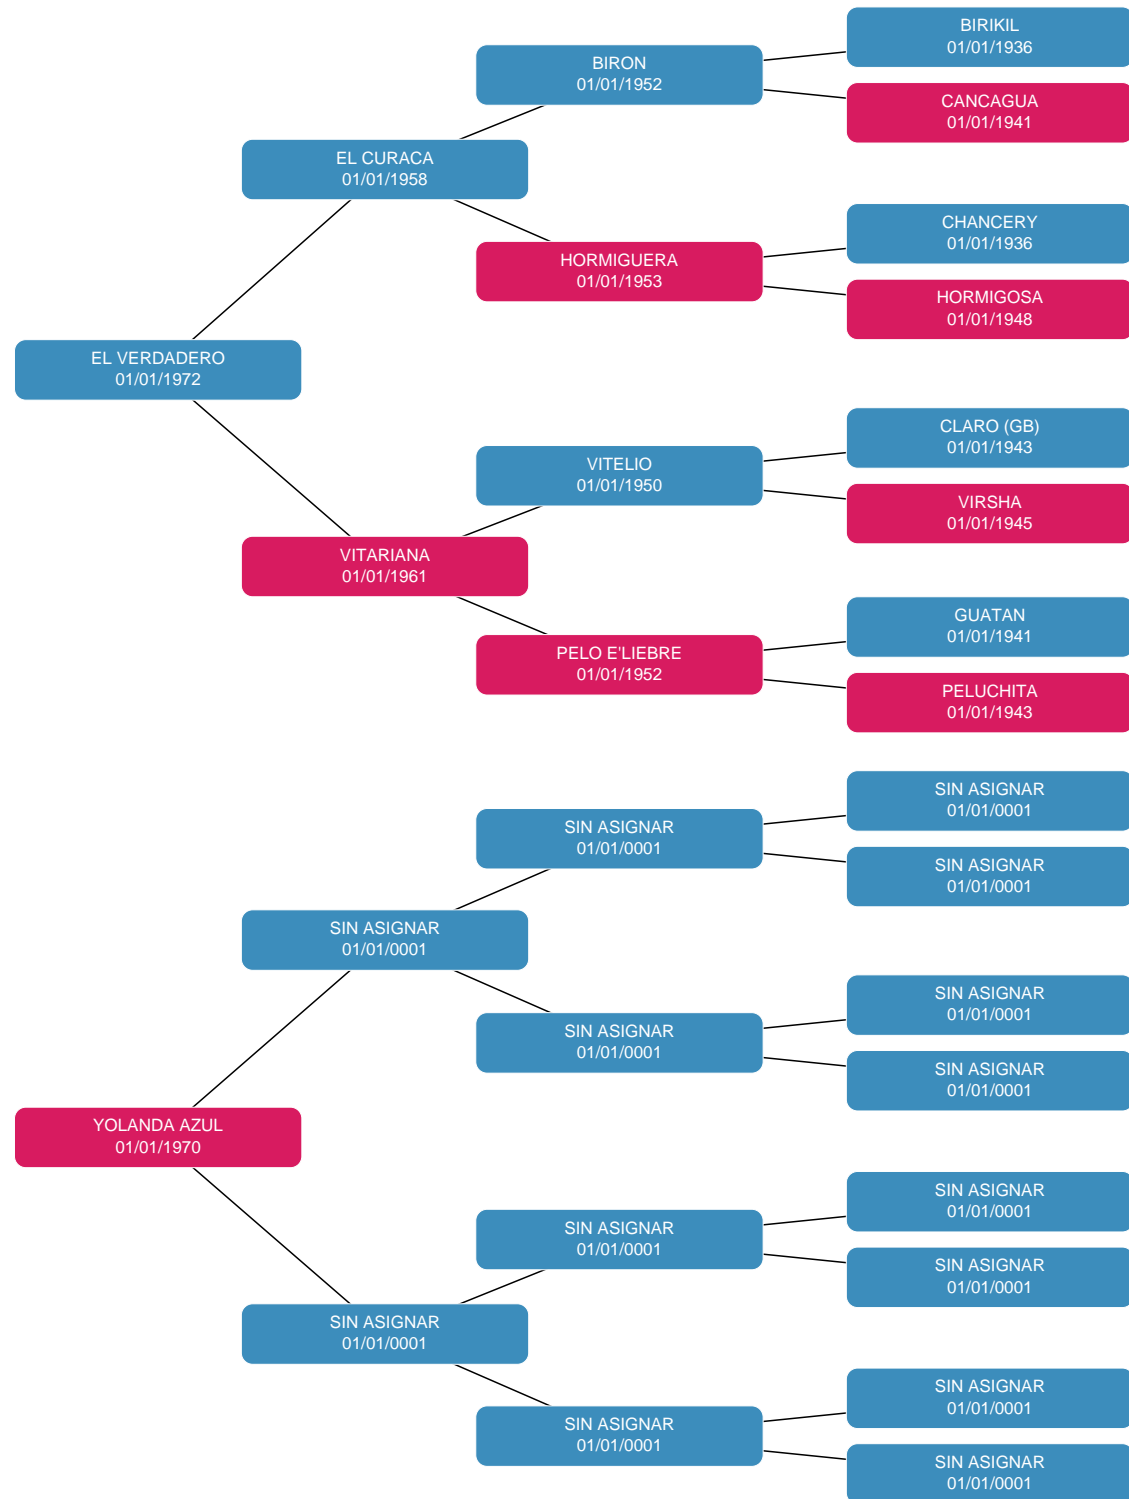 BIRIKIL
01/01/1936
BIRON
01/01/1952
CANCAGUA
01/01/1941
EL CURACA
01/01/1958
CHANCERY
01/01/1936
HORMIGUERA
01/01/1953
HORMIGOSA
01/01/1948
EL VERDADERO
01/01/1972
CLARO (GB)
01/01/1943
VITELIO
01/01/1950
VIRSHA
01/01/1945
VITARIANA
01/01/1961
GUATAN
01/01/1941
PELO E'LIEBRE
01/01/1952
PELUCHITA
01/01/1943
SIN ASIGNAR
01/01/0001
SIN ASIGNAR
01/01/0001
SIN ASIGNAR
01/01/0001
SIN ASIGNAR
01/01/0001
SIN ASIGNAR
01/01/0001
SIN ASIGNAR
01/01/0001
SIN ASIGNAR
01/01/0001
YOLANDA AZUL
01/01/1970
SIN ASIGNAR
01/01/0001
SIN ASIGNAR
01/01/0001
SIN ASIGNAR
01/01/0001
SIN ASIGNAR
01/01/0001
SIN ASIGNAR
01/01/0001
SIN ASIGNAR
01/01/0001
SIN ASIGNAR
01/01/0001